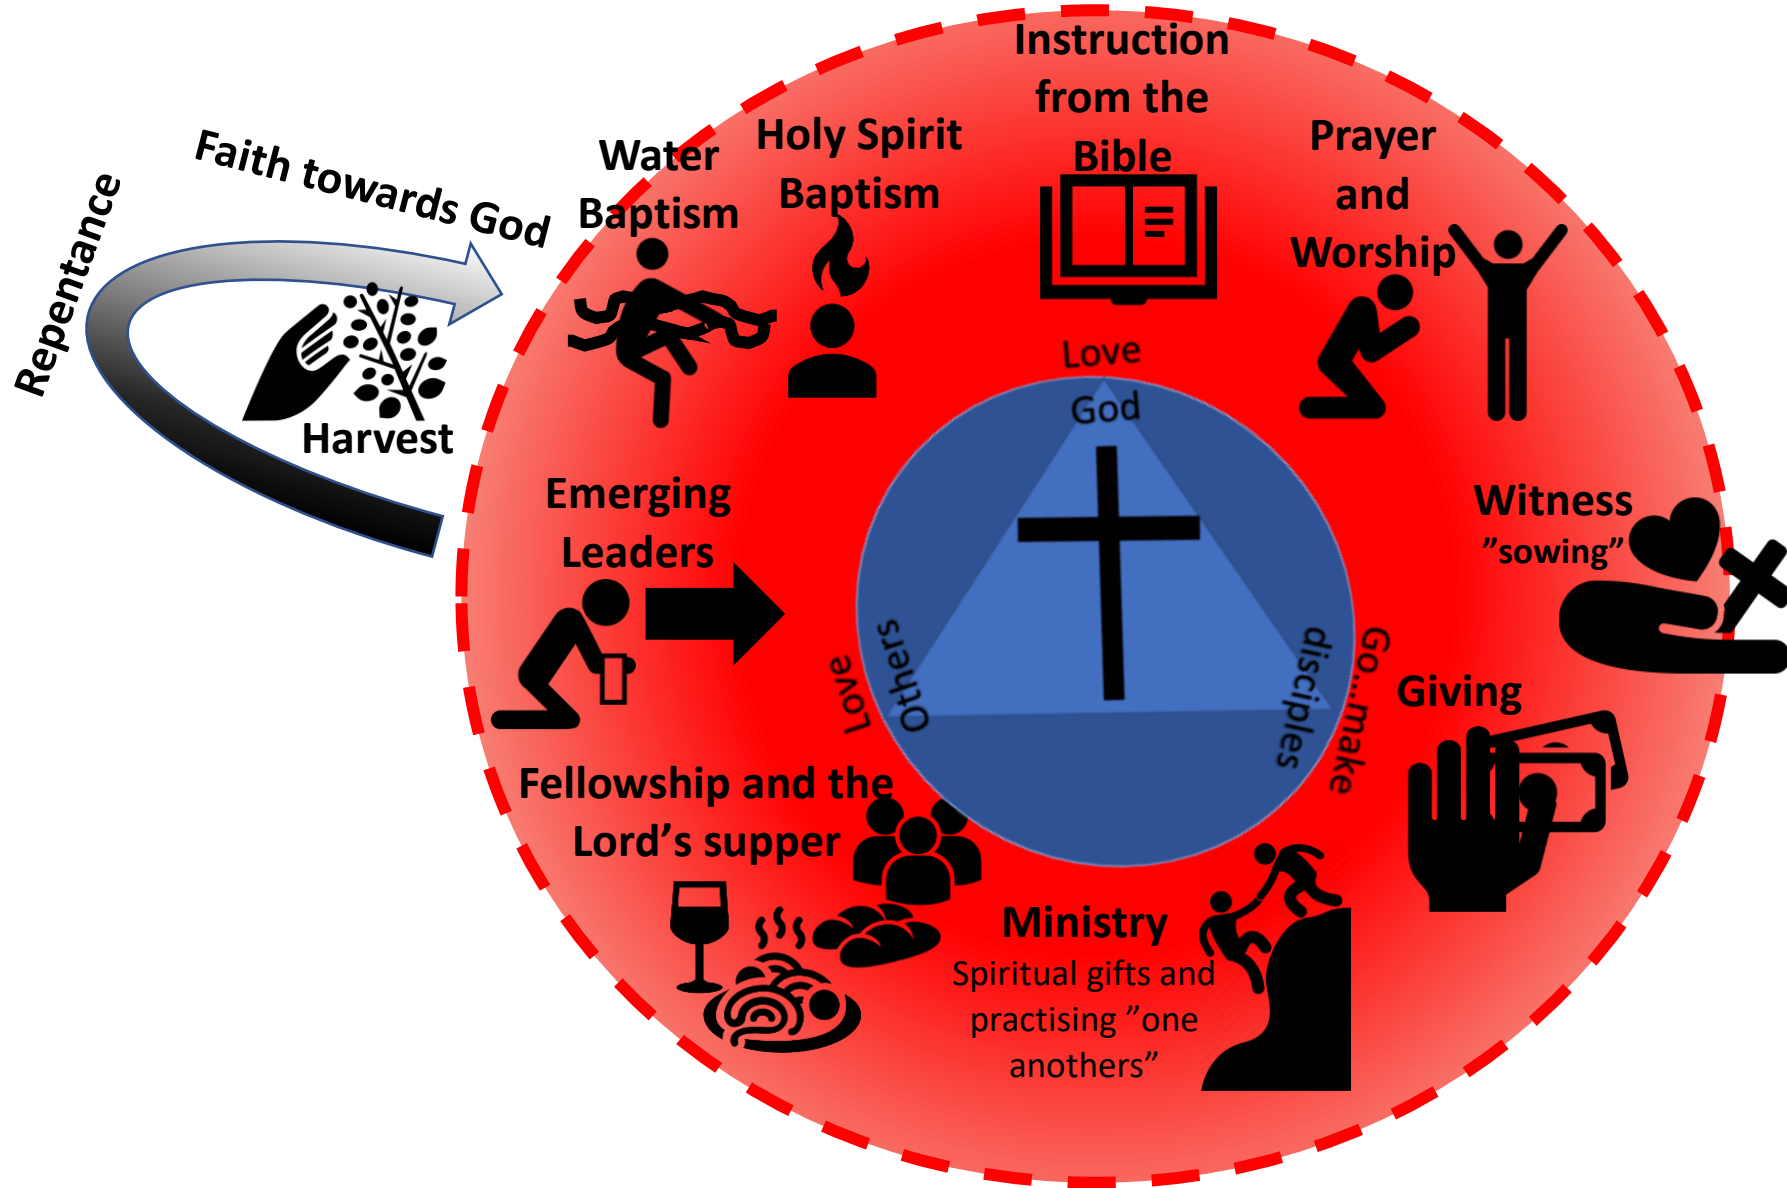 Repentance
Faith towards God
Harvest
Water
Baptism
Holy Spirit
Baptism
Instruction
from the
Bible
Prayer
and
Worship
Witness
”sowing”
Giving
Ministry
Spiritual gifts and
practising ”one
anothers”
Fellowship and the
Lord’s supper
Emerging
Leaders
Love
God
Love
Others
Go...make
disciples